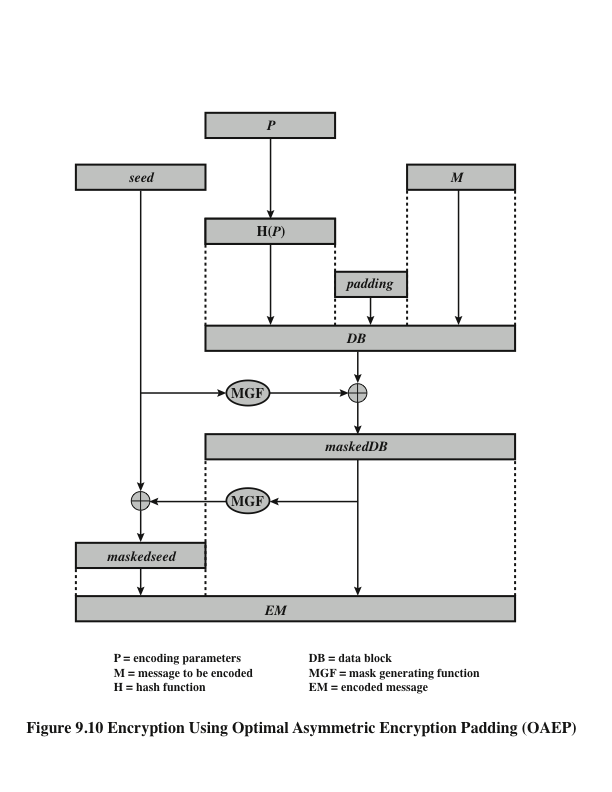 P
seed
M
H(P)
padding
DB
MGF
maskedDB
MGF
maskedseed
EM
P = encoding parameters
M = message to be encoded
H = hash function
DB = data block
MGF = mask generating function
EM = encoded message
Figure 9.10 Encryption Using Optimal Asymmetric Encryption Padding (OAEP)